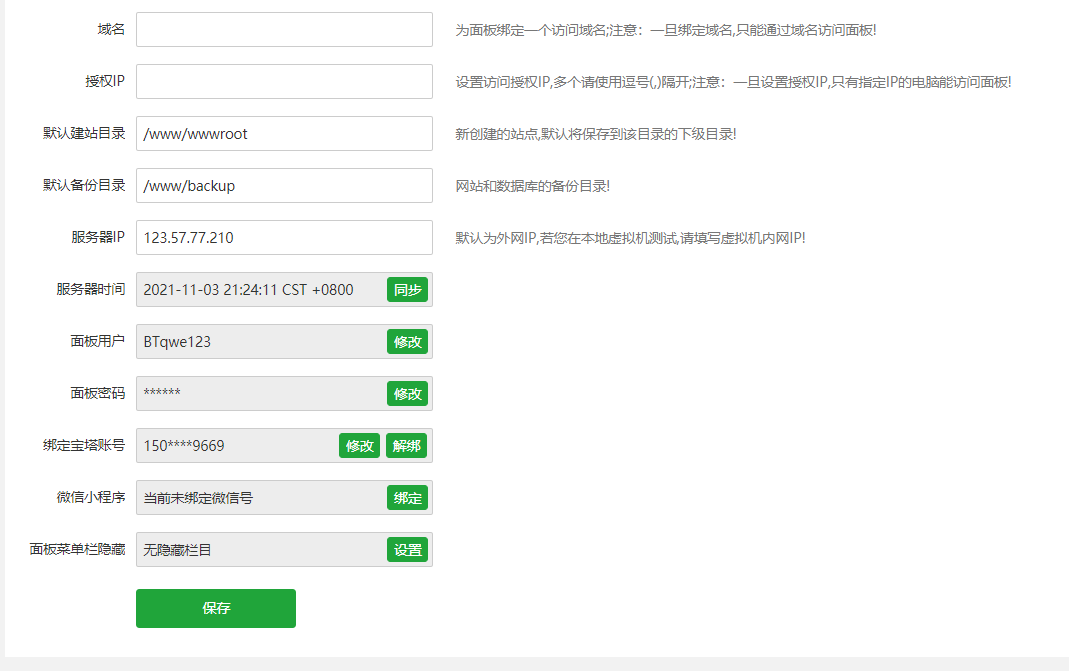 域名 为面板绑定一个访问域名;注意：一旦绑定域名,只能通过域名访问面板!
授权IP 设置访问授权IP,多个请使用逗号(,)隔开;注意：一旦设置授权IP,只有指定IP的电脑能访问面板!
默认建站目录 /www/wwwroot 新创建的站点,默认将保存到该目录的下级目录!
默认备份目录 /www/backup 网站和数据库的备份目录!
服务器IP 123.57.77.210 默认为外网IP,若您在本地虚拟机测试,请填写虚拟机内网IP!
服务器时间 2021-11-03 21:24:11 CST +0800 同步
面板用户 BTqwe123 修改
面板密码 ****** 修改
绑定宝塔账号 150****9669 修改 解绑
微信小程序 当前未绑定微信号 绑定
面板菜单栏隐藏 无隐藏栏目 设置
保存